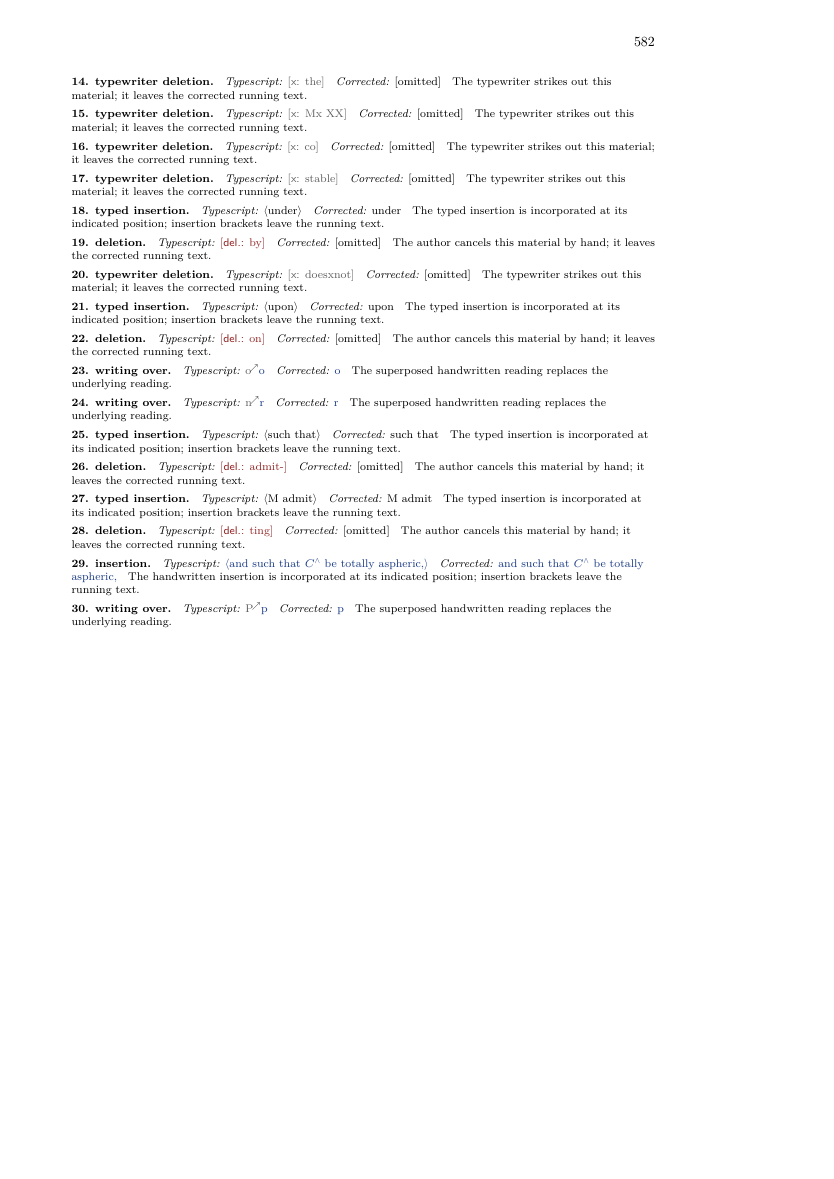 582
14. typewriter deletion. Typescript: [x: the] Corrected: [omitted] The typewriter strikes out this
material; it leaves the corrected running text.
15. typewriter deletion. Typescript: [x: Mx XX] Corrected: [omitted] The typewriter strikes out this
material; it leaves the corrected running text.
16. typewriter deletion. Typescript: [x: co] Corrected: [omitted] The typewriter strikes out this material;
it leaves the corrected running text.
17. typewriter deletion. Typescript: [x: stable] Corrected: [omitted] The typewriter strikes out this
material; it leaves the corrected running text.
18. typed insertion. Typescript: ⟨under⟩ Corrected: under The typed insertion is incorporated at its
indicated position; insertion brackets leave the running text.
19. deletion. Typescript: [del.: by] Corrected: [omitted] The author cancels this material by hand; it leaves
the corrected running text.
20. typewriter deletion. Typescript: [x: doesxnot] Corrected: [omitted] The typewriter strikes out this
material; it leaves the corrected running text.
21. typed insertion. Typescript: ⟨upon⟩ Corrected: upon The typed insertion is incorporated at its
indicated position; insertion brackets leave the running text.
22. deletion. Typescript: [del.: on] Corrected: [omitted] The author cancels this material by hand; it leaves
the corrected running text.
23. writing over. Typescript: o↗o Corrected: o The superposed handwritten reading replaces the
underlying reading.
24. writing over. Typescript: n↗r Corrected: r The superposed handwritten reading replaces the
underlying reading.
25. typed insertion. Typescript: ⟨such that⟩ Corrected: such that The typed insertion is incorporated at
its indicated position; insertion brackets leave the running text.
26. deletion. Typescript: [del.: admit-] Corrected: [omitted] The author cancels this material by hand; it
leaves the corrected running text.
27. typed insertion. Typescript: ⟨M admit⟩ Corrected: M admit The typed insertion is incorporated at
its indicated position; insertion brackets leave the running text.
28. deletion. Typescript: [del.: ting] Corrected: [omitted] The author cancels this material by hand; it
leaves the corrected running text.
29. insertion. Typescript: ⟨and such that C^ be totally aspheric,⟩ Corrected: and such that C^ be totally
aspheric, The handwritten insertion is incorporated at its indicated position; insertion brackets leave the
running text.
30. writing over. Typescript: P↗p Corrected: p The superposed handwritten reading replaces the
underlying reading.